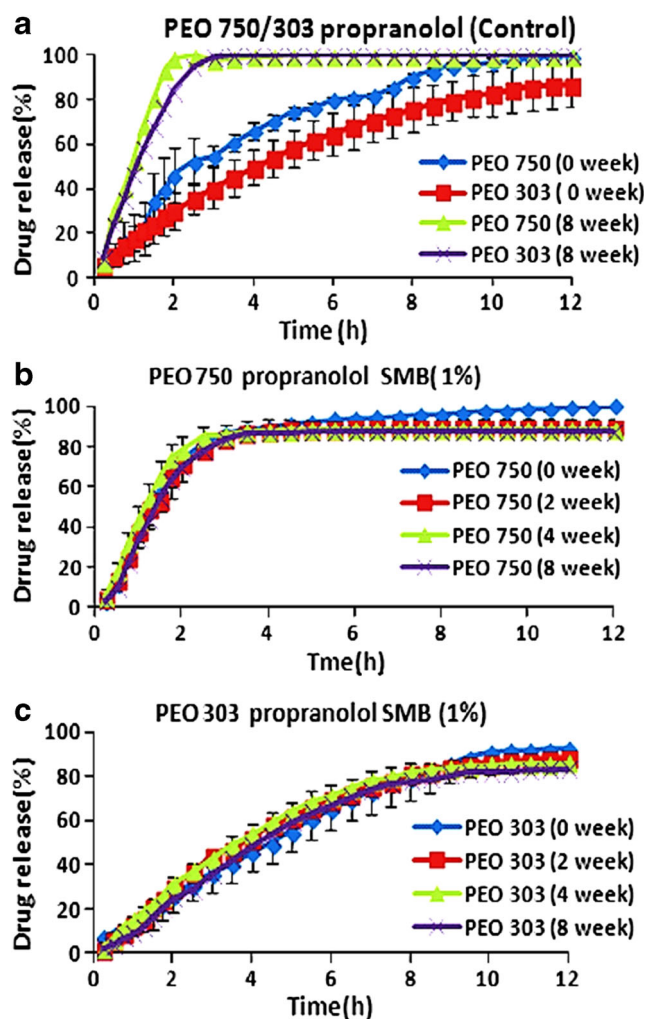 a
PEO 750/303 propranolol (Control)
Drug release(%)
100
80
60
40
20
0
PEO 750 (0 week)
PEO 303 ( 0 week)
PEO 750 (8 week)
PEO 303 (8 week)
0 2 4 6 8 10 12
Time (h)
b
PEO 750 propranolol SMB( 1%)
Drrug release(%)
100
80
60
40
20
0
PEO 750 (0 week)
PEO 750 (2 week)
PEO 750 (4 week)
PEO 750 (8 week)
0 2 4 6 8 10 12
Tme(h)
c
PEO 303 propranolol SMB (1%)
Drug release(%)
100
80
60
40
20
0
PEO 303 (0 week)
PEO 303 (2 week)
PEO 303 (4 week)
PEO 303 (8 week)
0 2 4 6 8 10 12
Time(h)